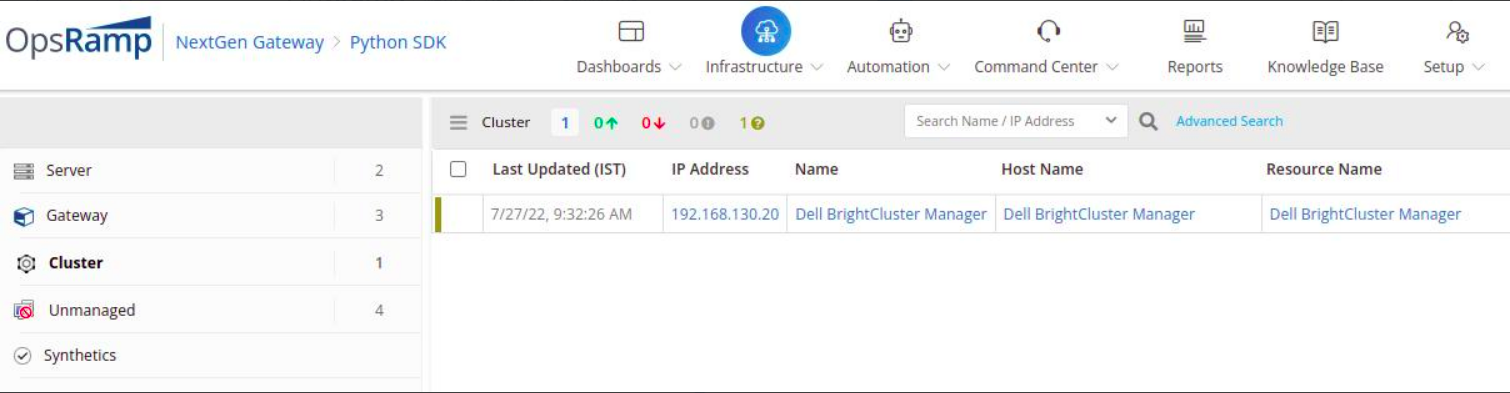 OpsRamp NextGen Gateway > Python SDK
Dashboards Infrastructure Automation Command Center Reports Knowledge Base Setup
Cluster 1 0 0 0 1 Search Name / IP Address Advanced Search
Last Updated (IST) IP Address Name Host Name Resource Name
7/27/22, 9:32:26 AM 192.168.130.20 Dell BrightCluster Manager Dell BrightCluster Manager Dell BrightCluster Manager
Server 2
Gateway 3
Cluster 1
Unmanaged 4
Synthetics